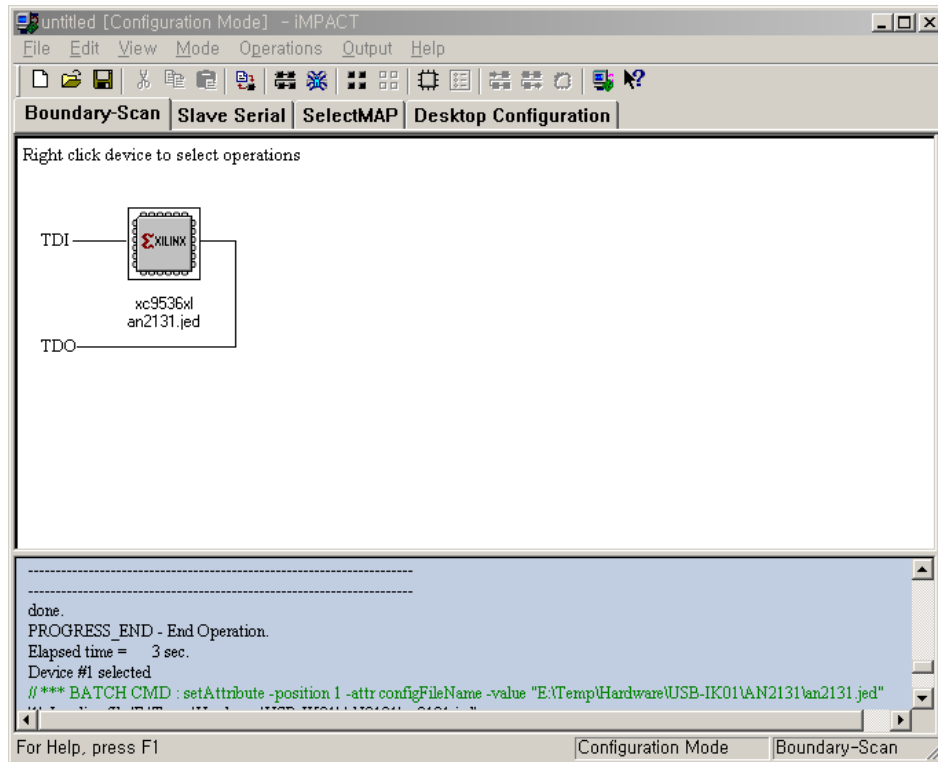 untitled [Configuration Mode] - iMPACT
File Edit View Mode Operations Output Help
Boundary-Scan Slave Serial SelectMAP Desktop Configuration
Right click device to select operations
TDI
XILINX
xc9536xl
an2131.jed
TDO
----------------------------------------------------------------------
----------------------------------------------------------------------
done.
PROGRESS_END - End Operation.
Elapsed time = 3 sec.
Device #1 selected
// *** BATCH CMD : setAttribute -position 1 -attr configFileName -value "E:\Temp\Hardware\USB-IK01\AN2131\an2131.jed"
For Help, press F1 Configuration Mode Boundary-Scan